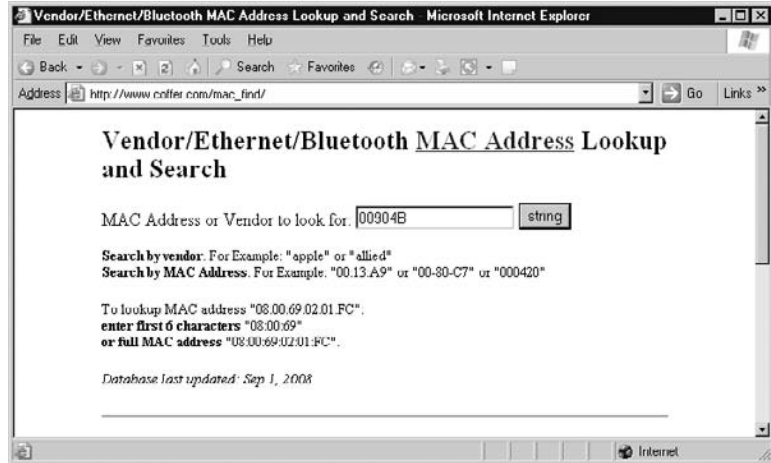 Vendor/Ethernet/Bluetooth MAC Address Lookup and Search - Microsoft Internet Explorer
File Edit View Favorites Tools Help
Back Search Favorites
Address http://www.coffer.com/mac_find/ Go Links »
Vendor/Ethernet/Bluetooth MAC Address Lookup
and Search
MAC Address or Vendor to look for: 00904B string
Search by vendor. For Example: "apple" or "allied"
Search by MAC Address. For Example. "00.13.A9" or "00-80-C7" or "000420"
To lookup MAC address "08.00.69.02.01.FC".
enter first 6 characters "08:00:69"
or full MAC address "08:00:69:02:01:FC".
Database last updated: Sep 1, 2008
Internet